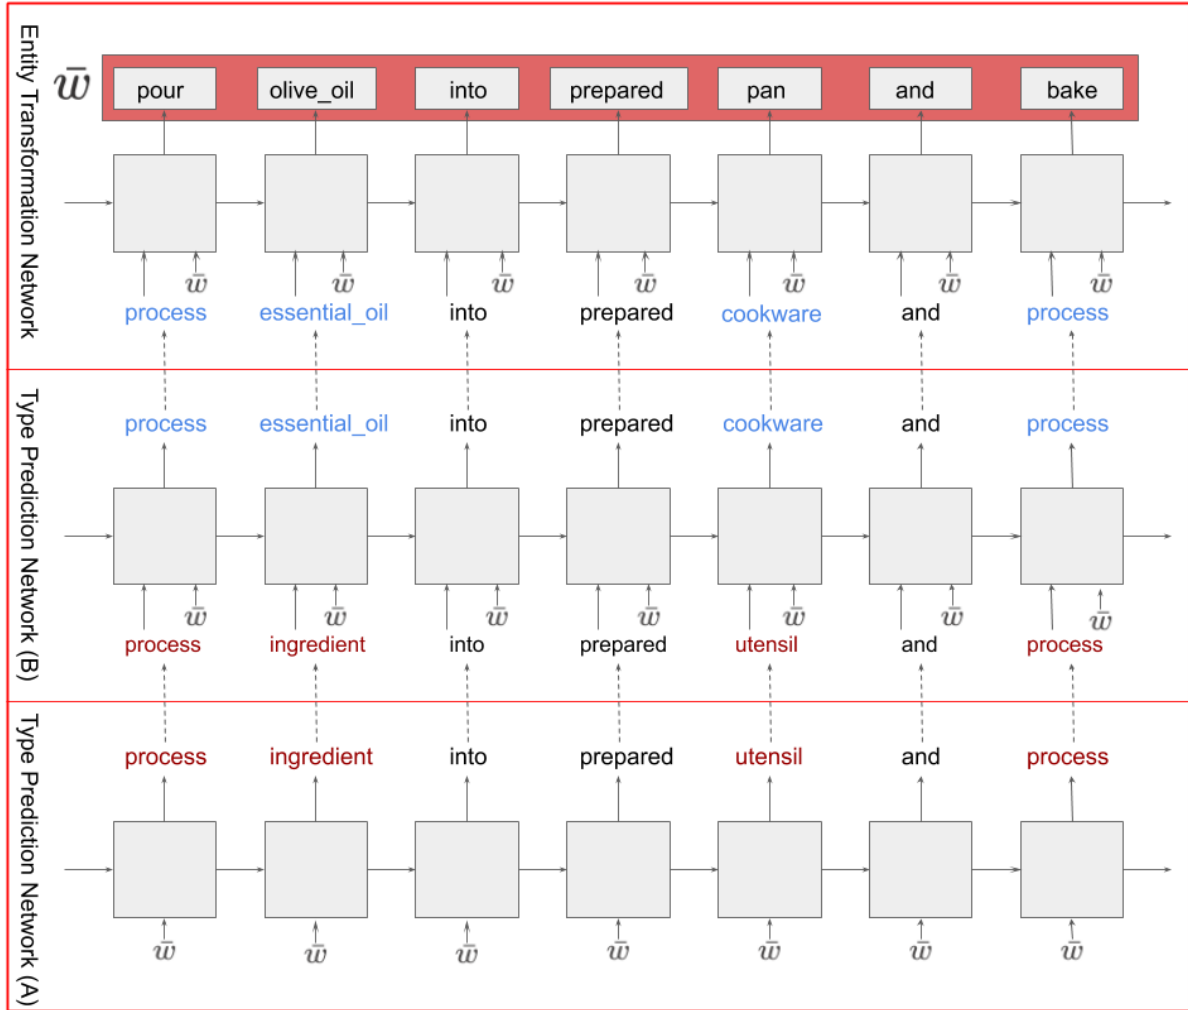 Entity Transformation Network
w̄ pour olive_oil into prepared pan and bake
w̄ w̄ w̄ w̄ w̄ w̄ w̄
process essential_oil into prepared cookware and process
Type Prediction Network (B)
process essential_oil into prepared cookware and process
w̄ w̄ w̄ w̄ w̄ w̄ w̄
process ingredient into prepared utensil and process
Type Prediction Network (A)
process ingredient into prepared utensil and process
w̄ w̄ w̄ w̄ w̄ w̄ w̄